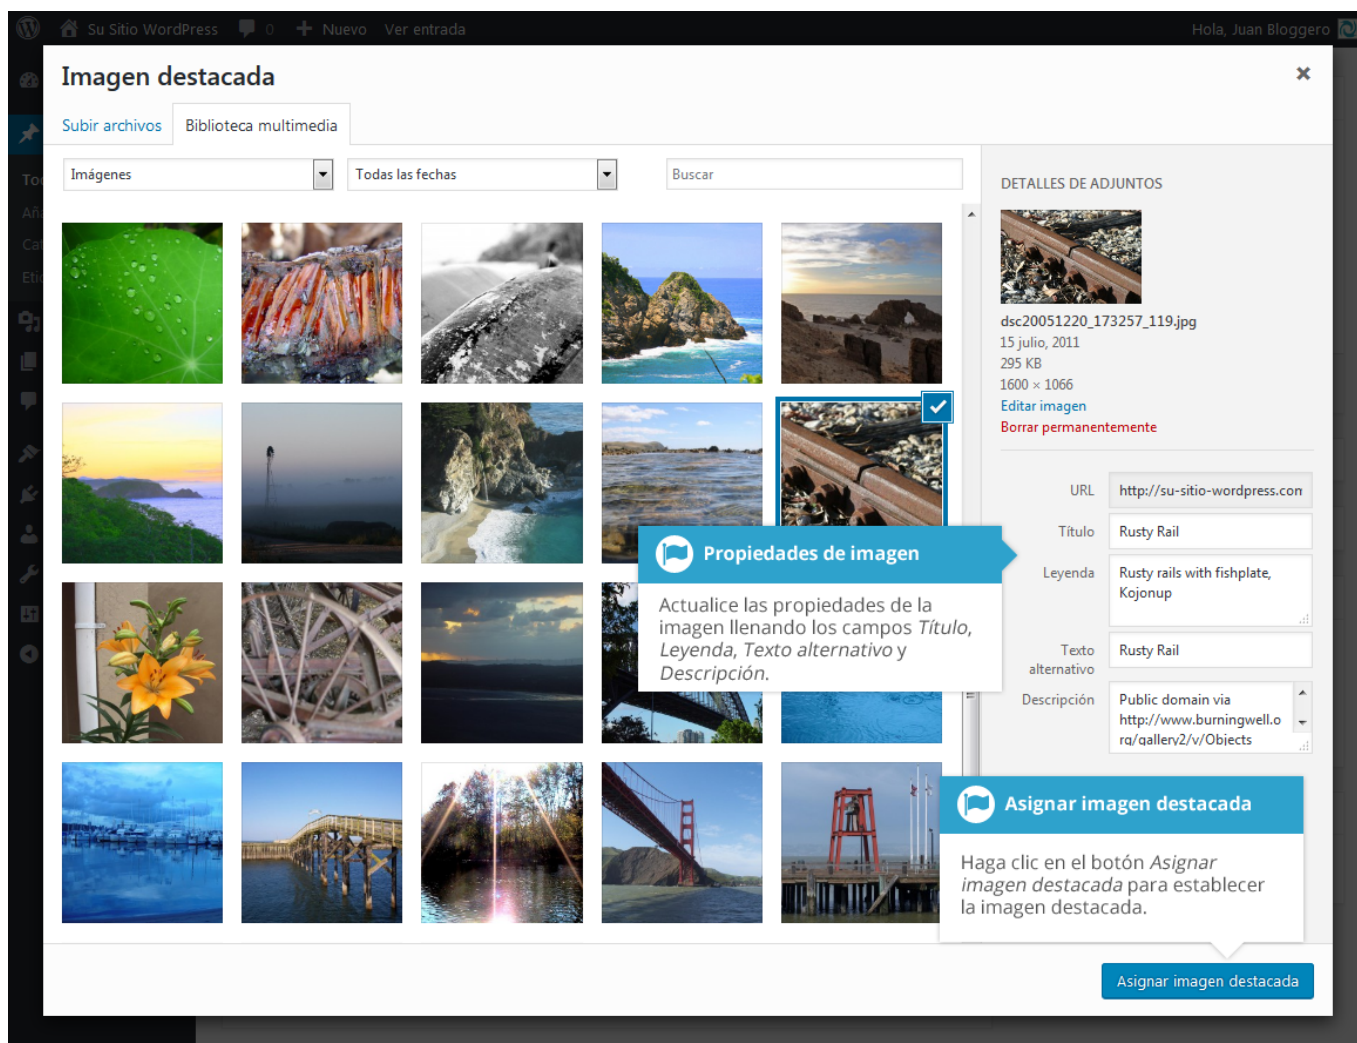 Su Sitio WordPress 0 Nuevo Ver entrada Hola, Juan Bloggero
Imagen destacada
Subir archivos Biblioteca multimedia
Imágenes Todas las fechas Buscar
DETALLES DE ADJUNTOS
dsc20051220_173257_119.jpg
15 julio, 2011
295 KB
1600 × 1066
Editar imagen
Borrar permanentemente
URL http://su-sitio-wordpress.com
Título Rusty Rail
Leyenda Rusty rails with fishplate,
Kojonup
Texto
alternativo
Rusty Rail
Descripción Public domain via
http://www.burningwell.o
rg/gallery2/v/Objects
Propiedades de imagen
Actualice las propiedades de la
imagen llenando los campos Título,
Leyenda, Texto alternativo y
Descripción.
Asignar imagen destacada
Haga clic en el botón Asignar
imagen destacada para establecer
la imagen destacada.
Asignar imagen destacada